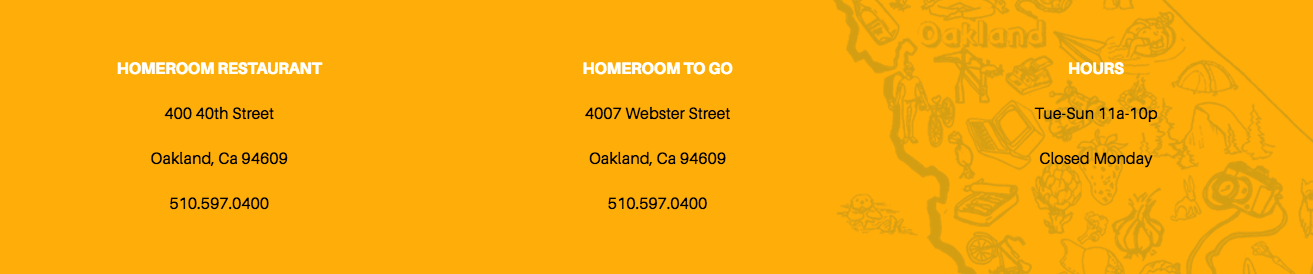 Oakland
HOMEROOM RESTAURANT
400 40th Street
Oakland, Ca 94609
510.597.0400
HOMEROOM TO GO
4007 Webster Street
Oakland, Ca 94609
510.597.0400
HOURS
Tue-Sun 11a-10p
Closed Monday